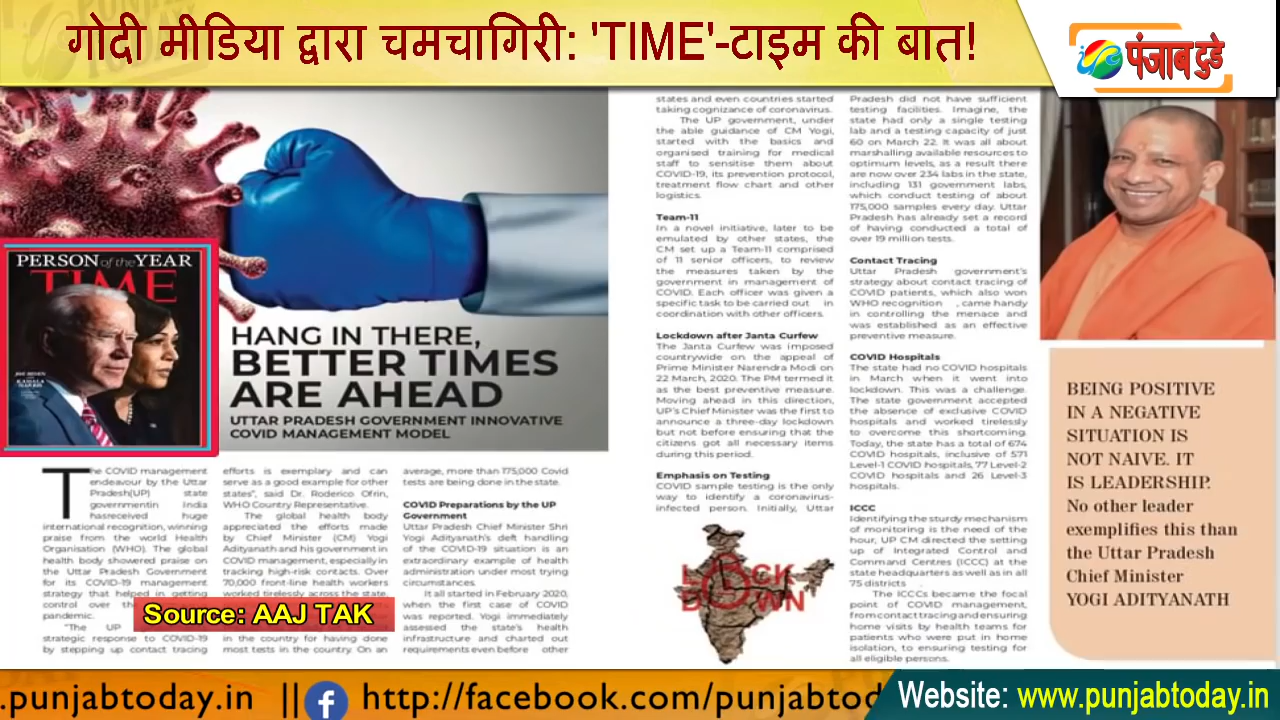 गोदी मीडिया द्वारा चमचागिरी: 'TIME'-टाइम की बात!
पंजाब टुडे
PERSON of the YEAR
TIME
JOE BIDEN
KAMALA
HARRIS
HANG IN THERE,
BETTER TIMES
ARE AHEAD
UTTAR PRADESH GOVERNMENT INNOVATIVE
COVID MANAGEMENT MODEL
The COVID management
endeavour by the Uttar
Pradesh(UP) state
governmentin India
hasreceived huge
international recognition, winning
praise from the world Health
Organisation (WHO). The global
health body showered praise on
the Uttar Pradesh Government
for its COVID-19 management
strategy that helped in getting
control over the
pandemic.
"The UP
strategic response to COVID-19
by stepping up contact tracing
efforts is exemplary and can
serve as a good example for other
states", said Dr. Roderico Ofrin,
WHO Country Representative.
The global health body
appreciated the efforts made
by Chief Minister (CM) Yogi
Adityanath and his government in
COVID management, especially in
tracking high-risk contacts. Over
70,000 front-line health workers
worked tirelessly across the state,
in the country for having done
most tests in the country. On an
average, more than 175,000 Covid
tests are being done in the state.
COVID Preparations by the UP
Government
Uttar Pradesh Chief Minister Shri
Yogi Adityanath's deft handling
of the COVID-19 situation is an
extraordinary example of health
administration under most trying
circumstances.
It all started in February 2020,
when the first case of COVID
was reported. Yogi immediately
assessed the state's health
infrastructure and charted out
requirements even before other
states and even countries started
taking cognizance of coronavirus.
The UP government, under
the able guidance of CM Yogi,
started with the basics and
organised training for medical
staff to sensitise them about
COVID-19, its prevention protocol,
treatment flow chart and other
logistics.
Team-11
In a novel initiative, later to be
emulated by other states, the
CM set up a Team-11 comprised
of 11 senior officers, to review
the measures taken by the
government in management of
COVID. Each officer was given a
specific task to be carried out in
coordination with other officers.
Lockdown after Janta Curfew
The Janta Curfew was imposed
countrywide on the appeal of
Prime Minister Narendra Modi on
22 March, 2020. The PM termed it
as the best preventive measure.
Moving ahead in this direction,
UP's Chief Minister was the first to
announce a three-day lockdown
but not before ensuring that the
citizens got all necessary items
during this period.
Emphasis on Testing
COVID sample testing is the only
way to identify a coronavirus-
infected person. Initially, Uttar
LOCK
DOWN
Pradesh did not have sufficient
testing facilities. Imagine, the
state had only a single testing
lab and a testing capacity of just
60 on March 22. It was all about
marshalling available resources to
optimum levels, as a result there
are now over 234 labs in the state,
including 131 government labs,
which conduct testing of about
175,000 samples every day. Uttar
Pradesh has already set a record
of having conducted a total of
over 19 million tests.
Contact Tracing
Uttar Pradesh government's
strategy about contact tracing of
COVID patients, which also won
WHO recognition , came handy
in controlling the menace and
was established as an effective
preventive measure.
COVID Hospitals
The state had no COVID hospitals
in March when it went into
lockdown. This was a challenge.
The state government accepted
the absence of exclusive COVID
hospitals and worked tirelessly
to overcome this shortcoming.
Today, the state has a total of 674
COVID hospitals, inclusive of 571
Level-1 COVID hospitals, 77 Level-2
COVID hospitals and 26 Level-3
hospitals.
ICCC
Identifying the sturdy mechanism
of monitoring is the need of the
hour, UP CM directed the setting
up of Integrated Control and
Command Centres (ICCC) at the
state headquarters as well as in all
75 districts .
The ICCCs became the focal
point of COVID management,
from contact tracing and ensuring
home visits by health teams for
patients who were put in home
isolation, to ensuring testing for
all eligible persons.
BEING POSITIVE
IN A NEGATIVE
SITUATION IS
NOT NAIVE. IT
IS LEADERSHIP.
No other leader
exemplifies this than
the Uttar Pradesh
Chief Minister
YOGI ADITYANATH
Source: AAJ TAK
.punjabtoday.in || f http://facebook.com/punjabtoda
Website: www.punjabtoday.in